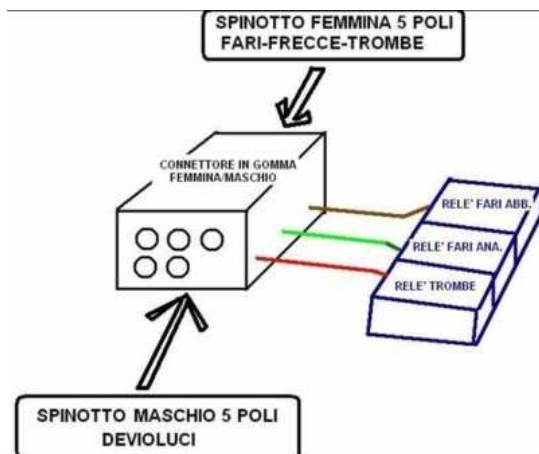 SPINOTTO FEMMINA 5 POLI
FARI-FRECCE-TROMBE
CONNETTORE IN GOMMA
FEMMINA/MASCHIO
RELE' FARI ABB.
RELE' FARI ANA.
RELE' TROMBE
SPINOTTO MASCHIO 5 POLI
DEVIOLUCI